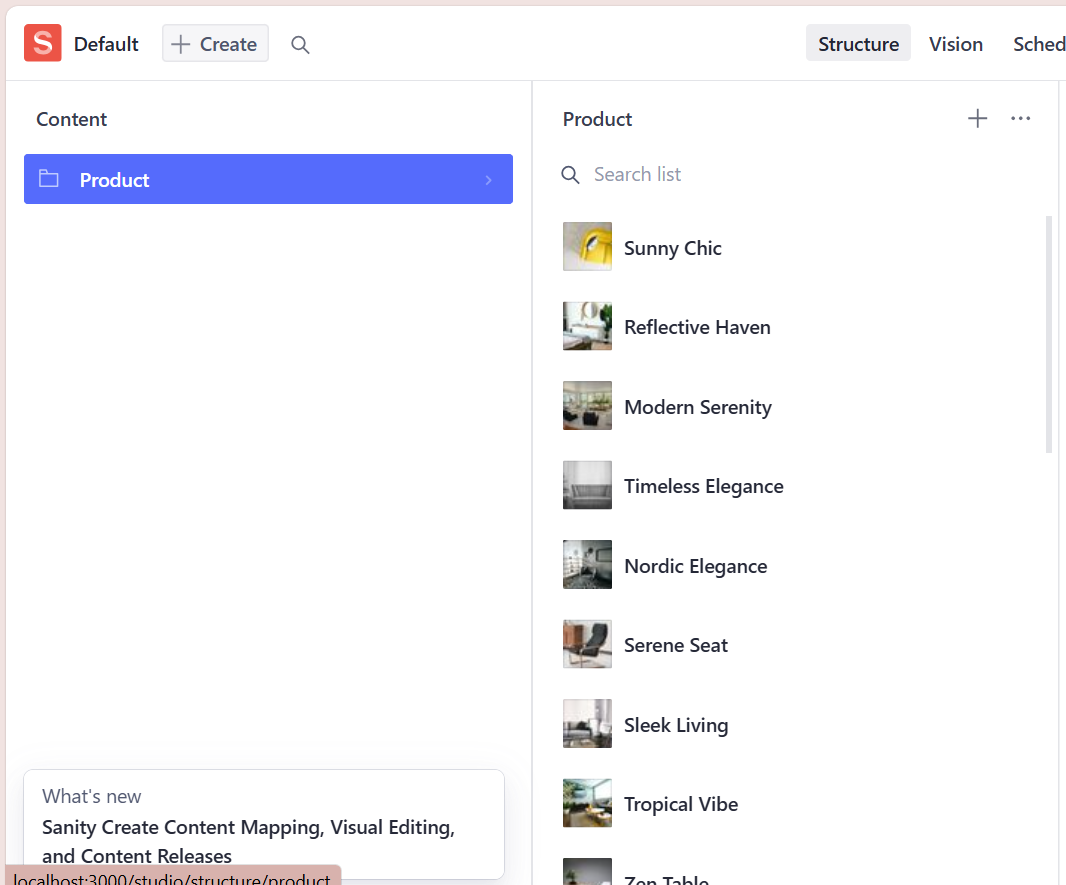 S Default
Create
Structure
Vision
Sched
Content
Product
Product
Search list
Sunny Chic
Reflective Haven
Modern Serenity
Timeless Elegance
Nordic Elegance
Serene Seat
Sleek Living
Tropical Vibe
Zen Table
What's new
Sanity Create Content Mapping, Visual Editing,
and Content Releases
localhost:3000/studio/structure/product